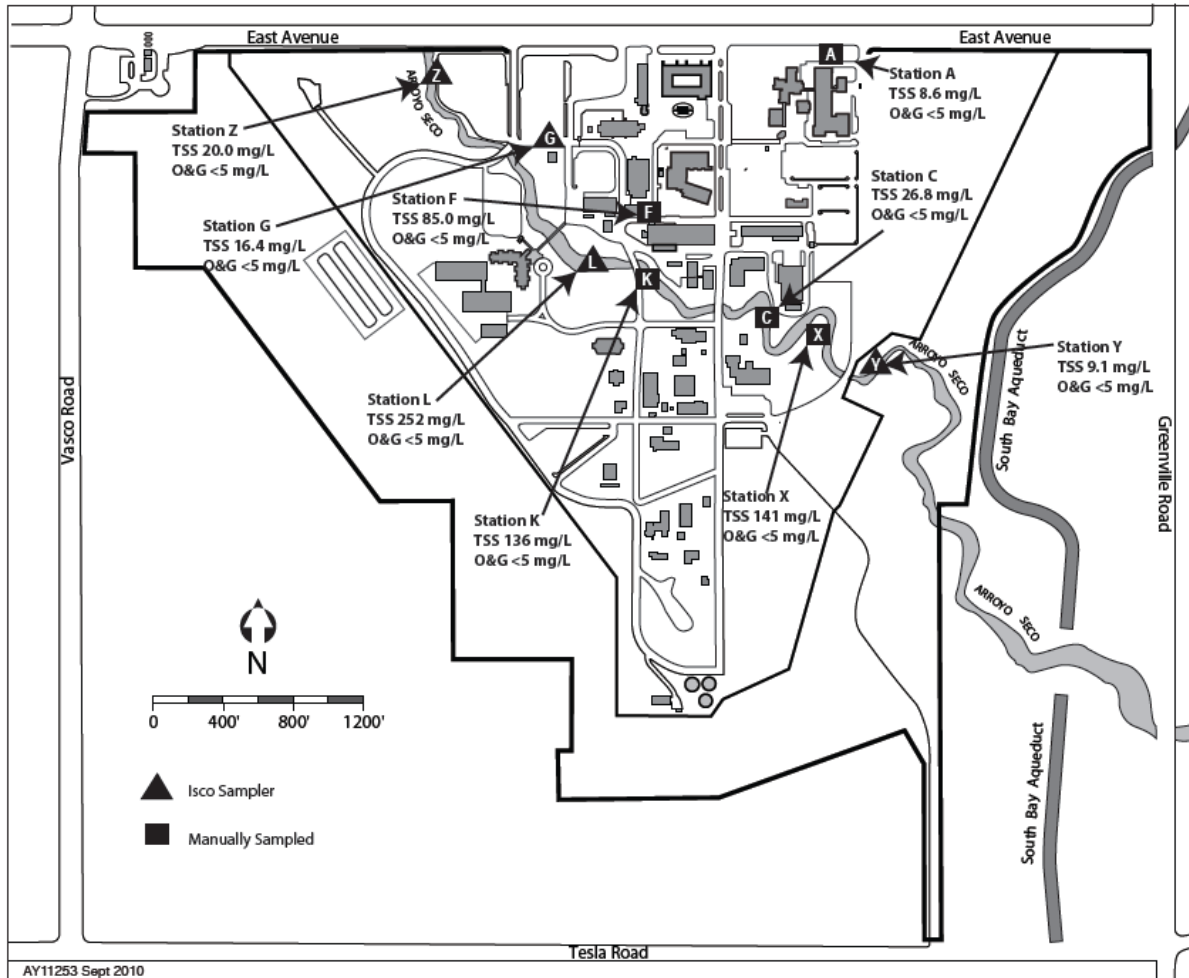 East Avenue
East Avenue
Z
A
Station A
TSS 8.6 mg/L
O&G <5 mg/L
ARROYO SECO
Station Z
TSS 20.0 mg/L
O&G <5 mg/L
G
Station C
TSS 26.8 mg/L
O&G <5 mg/L
Station F
TSS 85.0 mg/L
O&G <5 mg/L
F
Station G
TSS 16.4 mg/L
O&G <5 mg/L
L
K
C
X
Y
ARROYO SECO
Station Y
TSS 9.1 mg/L
O&G <5 mg/L
South Bay Aqueduct
Vasco Road
Greenville Road
Station L
TSS 252 mg/L
O&G <5 mg/L
Station X
TSS 141 mg/L
O&G <5 mg/L
Station K
TSS 136 mg/L
O&G <5 mg/L
ARROYO SECO
N
0 400' 800' 1200'
South Bay Aqueduct
Isco Sampler
Manually Sampled
Tesla Road
AY11253 Sept 2010